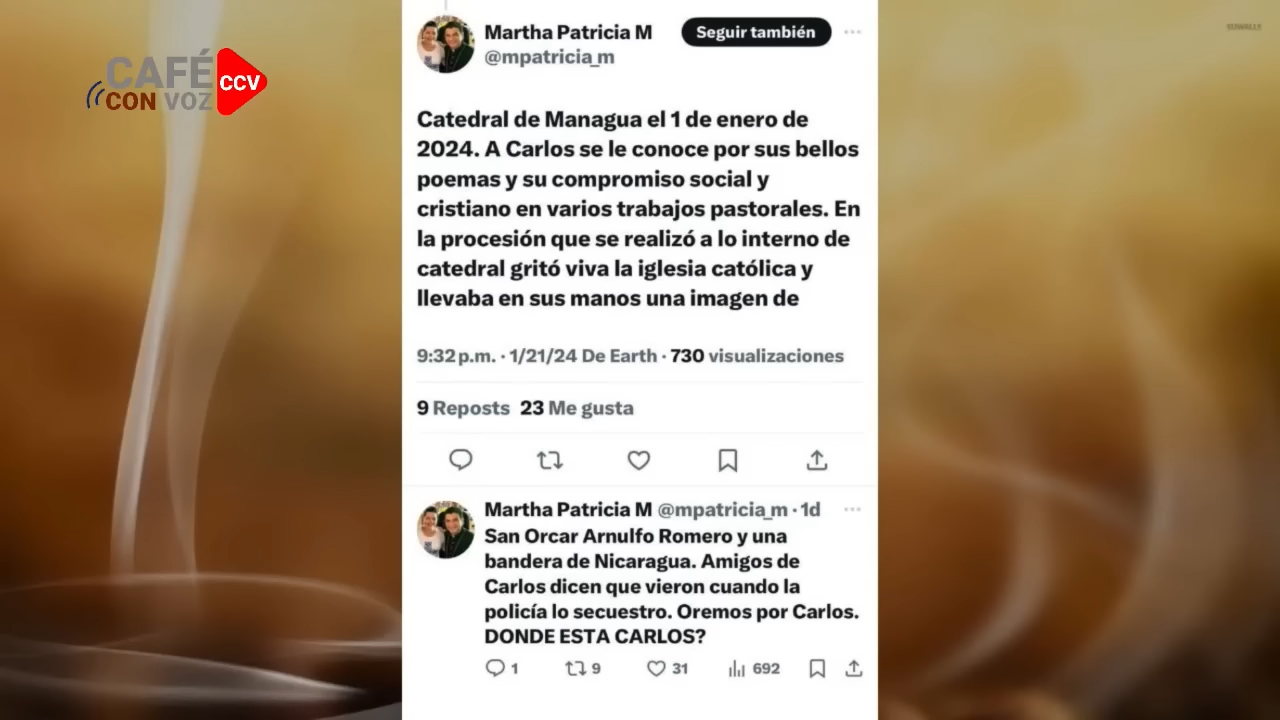 CAFÉ
CON VOZ
CCV
Martha Patricia M
Seguir también
@mpatricia_m
Catedral de Managua el 1 de enero de
2024. A Carlos se le conoce por sus bellos
poemas y su compromiso social y
cristiano en varios trabajos pastorales. En
la procesión que se realizó a lo interno de
catedral gritó viva la iglesia católica y
llevaba en sus manos una imagen de
9:32 p.m. · 1/21/24 De Earth · 730 visualizaciones
9 Reposts 23 Me gusta
Martha Patricia M @mpatricia_m · 1d
San Orcar Arnulfo Romero y una
bandera de Nicaragua. Amigos de
Carlos dicen que vieron cuando la
policía lo secuestro. Oremos por Carlos.
DONDE ESTA CARLOS?
1 9 31 692